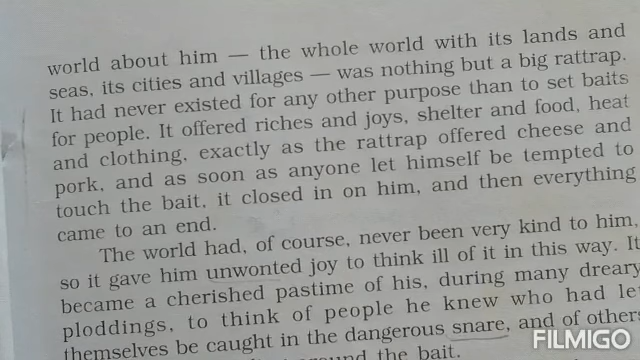 world about him — the whole world with its lands and
seas, its cities and villages — was nothing but a big rattrap.
It had never existed for any other purpose than to set baits
for people. It offered riches and joys, shelter and food, heat
and clothing, exactly as the rattrap offered cheese and
pork, and as soon as anyone let himself be tempted to
touch the bait, it closed in on him, and then everything
came to an end.
The world had, of course, never been very kind to him,
so it gave him unwonted joy to think ill of it in this way. It
became a cherished pastime of his, during many dreary
ploddings, to think of people he knew who had let
themselves be caught in the dangerous snare, and of others
around the bait.
FILMIGO